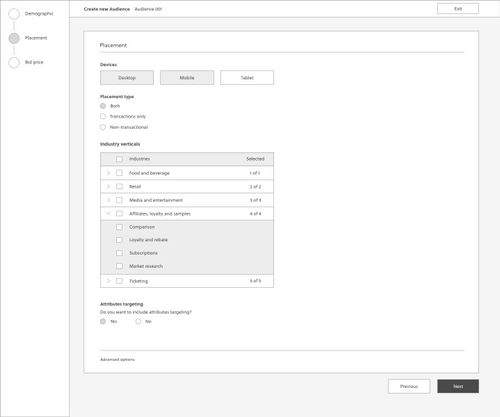 Demographic
Placement
Bid price
Create new Audience Audience 001
Exit
Placement
Devices
Desktop Mobile Tablet
Placement type
Both
Transactions only
Non-transactional
Industry verticals
Industries Selected
Food and beverage 1 of 1
Retail 2 of 2
Media and entertainment 3 of 3
Affiliates, loyalty and samples 4 of 4
Comparison
Loyalty and rebate
Subscriptions
Market research
Ticketing 5 of 5
Attributes targeting
Do you want to include attributes targeting?
Yes No
Advanced options
Previous Next